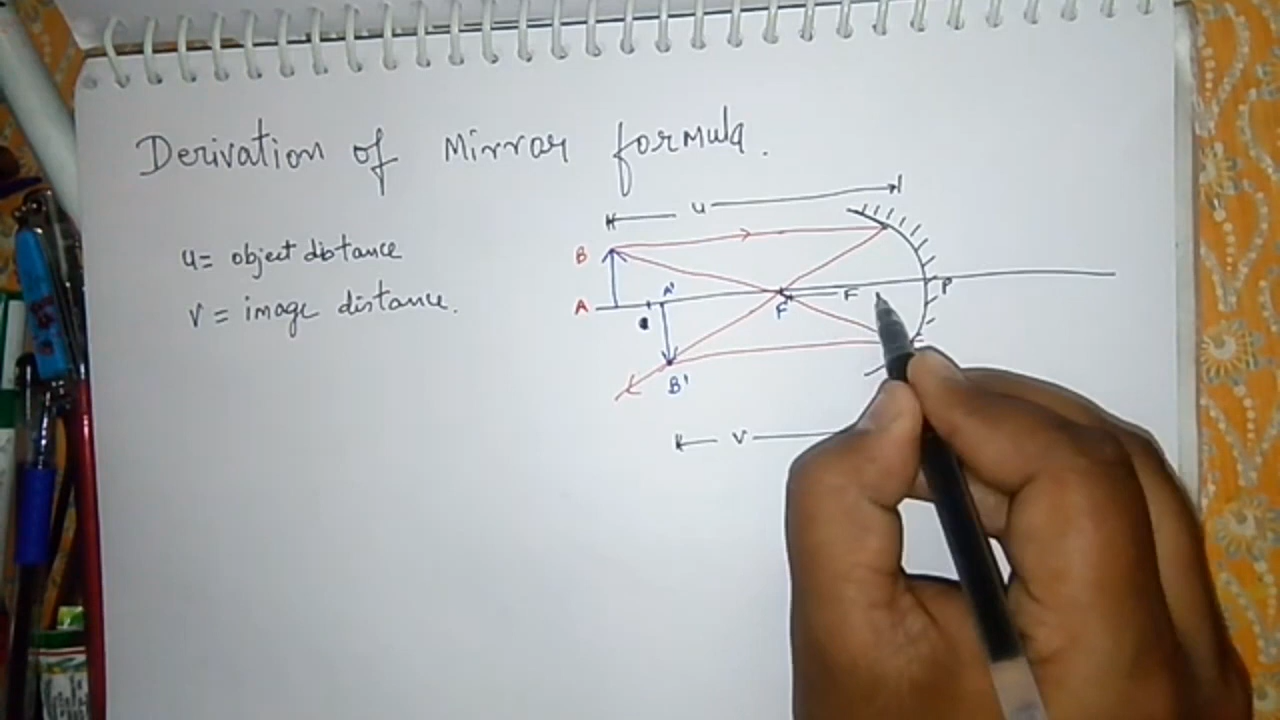 Derivation of Mirror formula.
u
u = object distance
B
v = image distance.
A
A'
F
F
P
B'
v